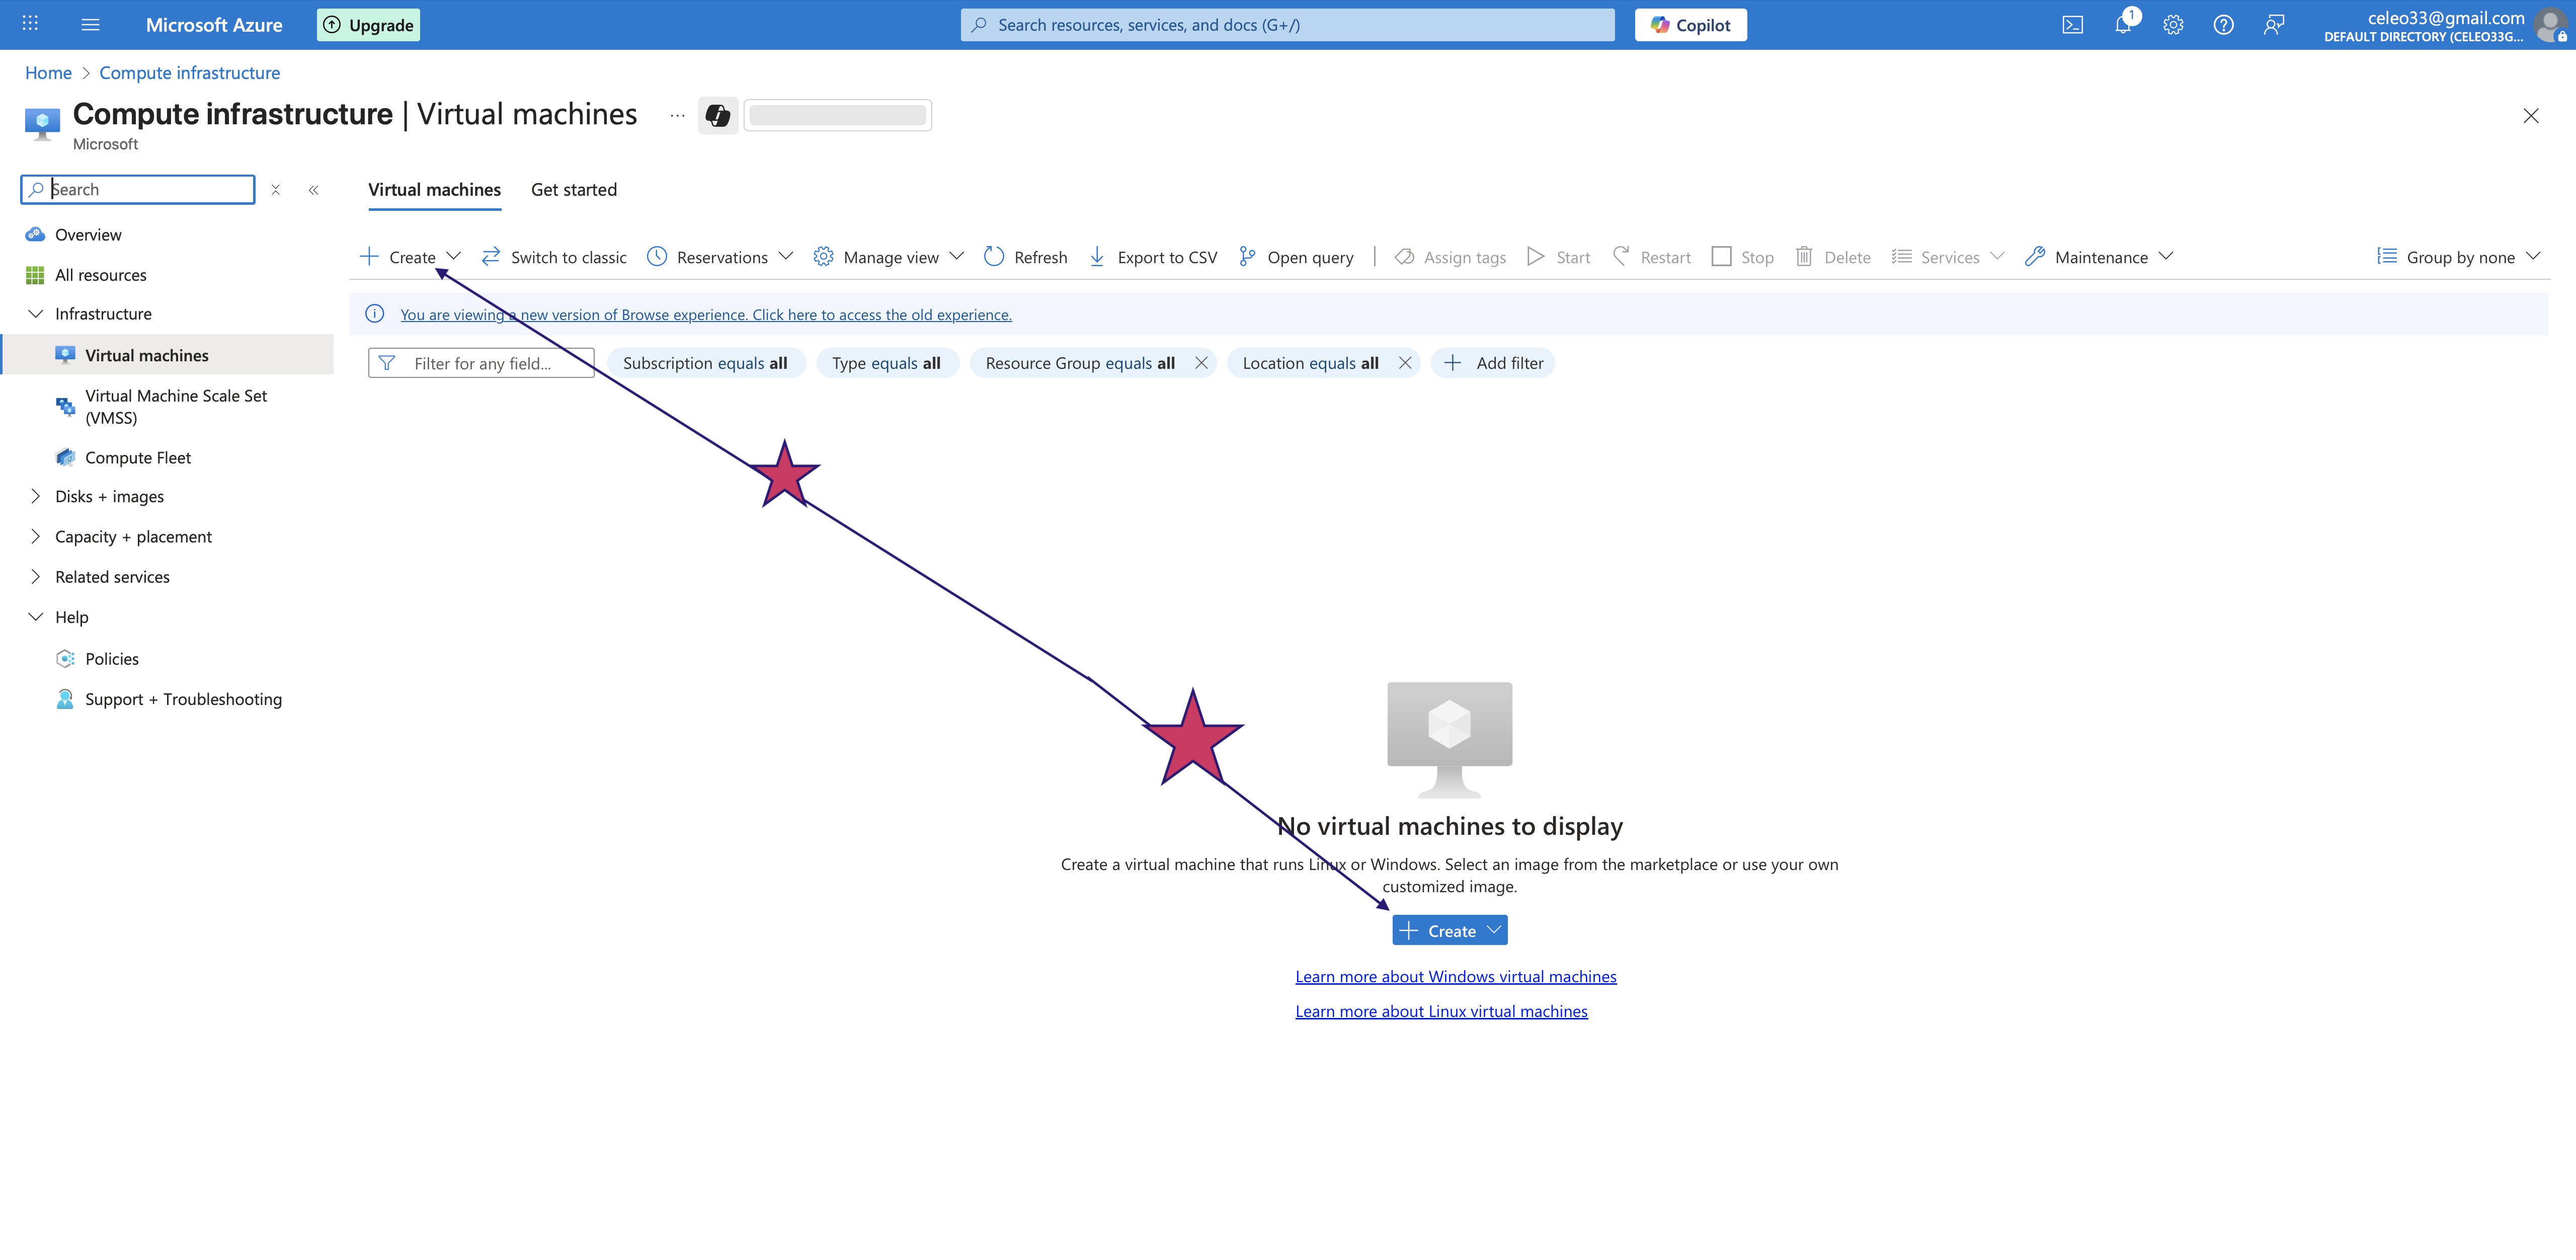 Microsoft Azure
Upgrade
Search resources, services, and docs (G+/)
Copilot
1
celeo33@gmail.com
DEFAULT DIRECTORY (CELEO33G...
Home > Compute infrastructure
Compute infrastructure | Virtual machines
...
Microsoft
Search
Virtual machines
Get started
Overview
All resources
Infrastructure
Virtual machines
Virtual Machine Scale Set
(VMSS)
Compute Fleet
Disks + images
Capacity + placement
Related services
Help
Policies
Support + Troubleshooting
Create
Switch to classic
Reservations
Manage view
Refresh
Export to CSV
Open query
Assign tags
Start
Restart
Stop
Delete
Services
Maintenance
Group by none
You are viewing a new version of Browse experience. Click here to access the old experience.
Filter for any field...
Subscription equals all
Type equals all
Resource Group equals all
Location equals all
Add filter
No virtual machines to display
Create a virtual machine that runs Linux or Windows. Select an image from the marketplace or use your own
customized image.
Create
Learn more about Windows virtual machines
Learn more about Linux virtual machines